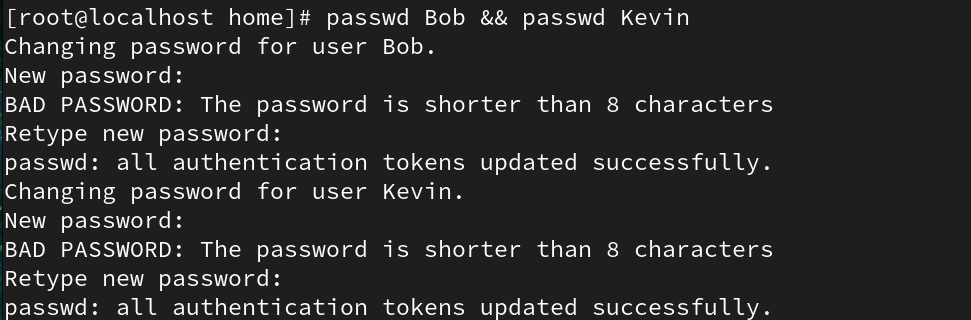 [root@localhost home]# passwd Bob && passwd Kevin
Changing password for user Bob.
New password:
BAD PASSWORD: The password is shorter than 8 characters
Retype new password:
passwd: all authentication tokens updated successfully.
Changing password for user Kevin.
New password:
BAD PASSWORD: The password is shorter than 8 characters
Retype new password:
passwd: all authentication tokens updated successfully.